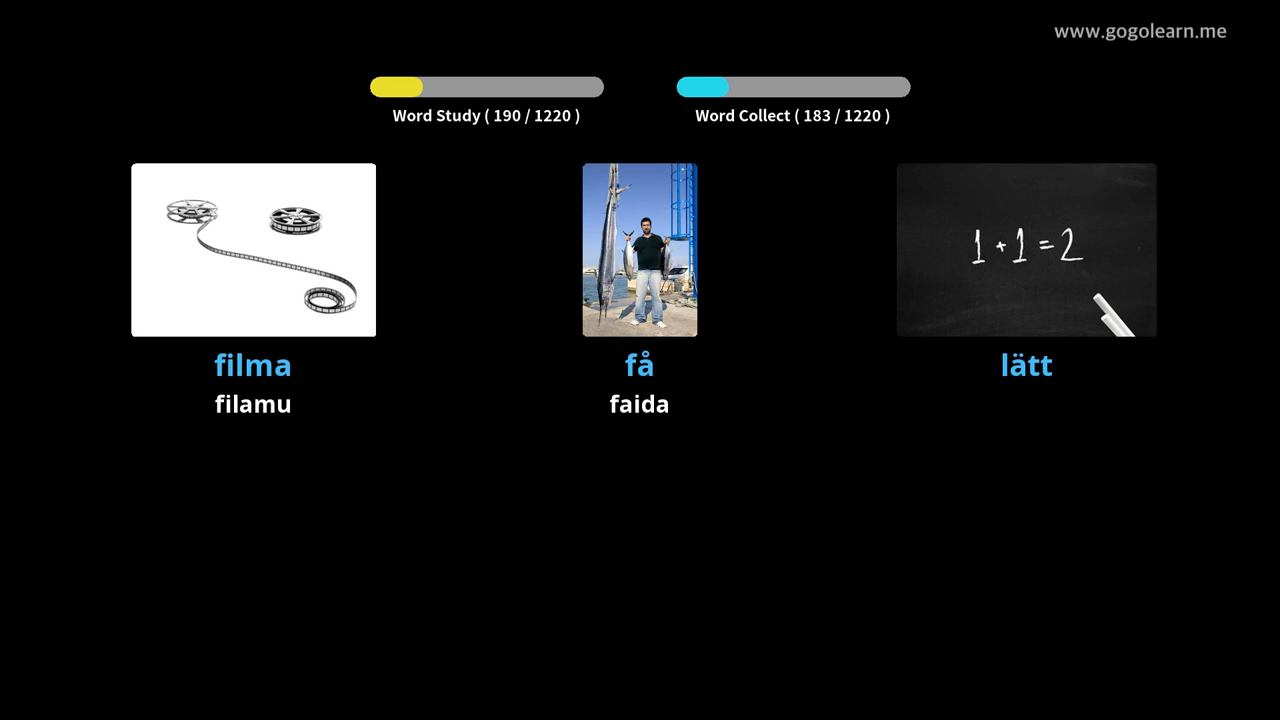 www.gogolearn.me
Word Study ( 190 / 1220 )
Word Collect ( 183 / 1220 )
1 + 1 = 2
filma
få
lätt
filamu
faida